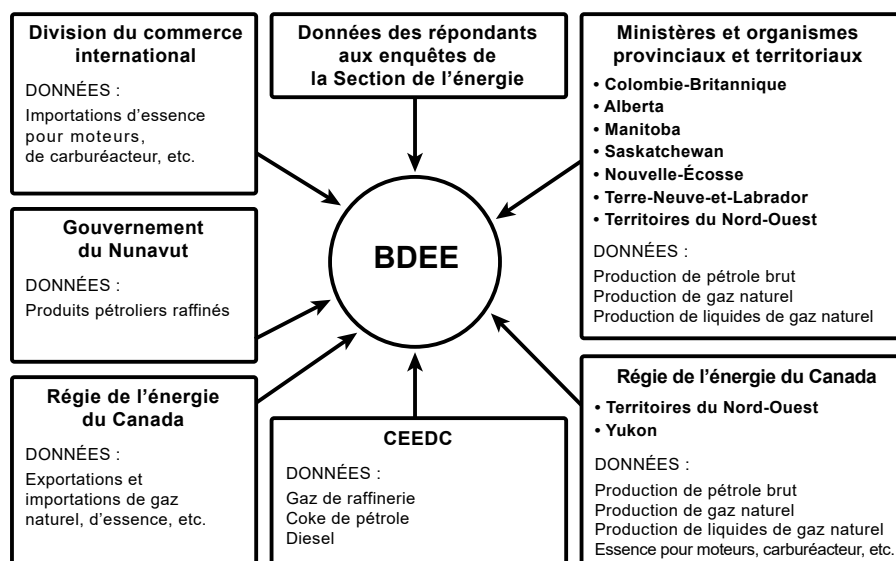 Division du commerce
international
DONNÉES :
Importations d’essence
pour moteurs,
de carburéacteur, etc.
Données des répondants
aux enquêtes de
la Section de l’énergie
Ministères et organismes
provinciaux et territoriaux
• Colombie-Britannique
• Alberta
• Manitoba
• Saskatchewan
• Nouvelle-Écosse
• Terre-Neuve-et-Labrador
• Territoires du Nord-Ouest
DONNÉES :
Production de pétrole brut
Production de gaz naturel
Production de liquides de gaz naturel
Gouvernement
du Nunavut
DONNÉES :
Produits pétroliers raffinés
BDEE
Régie de l’énergie
du Canada
DONNÉES :
Exportations et
importations de gaz
naturel, d’essence, etc.
CEEDC
DONNÉES :
Gaz de raffinerie
Coke de pétrole
Diesel
Régie de l’énergie du Canada
• Territoires du Nord-Ouest
• Yukon
DONNÉES :
Production de pétrole brut
Production de gaz naturel
Production de liquides de gaz naturel
Essence pour moteurs, carburéacteur, etc.